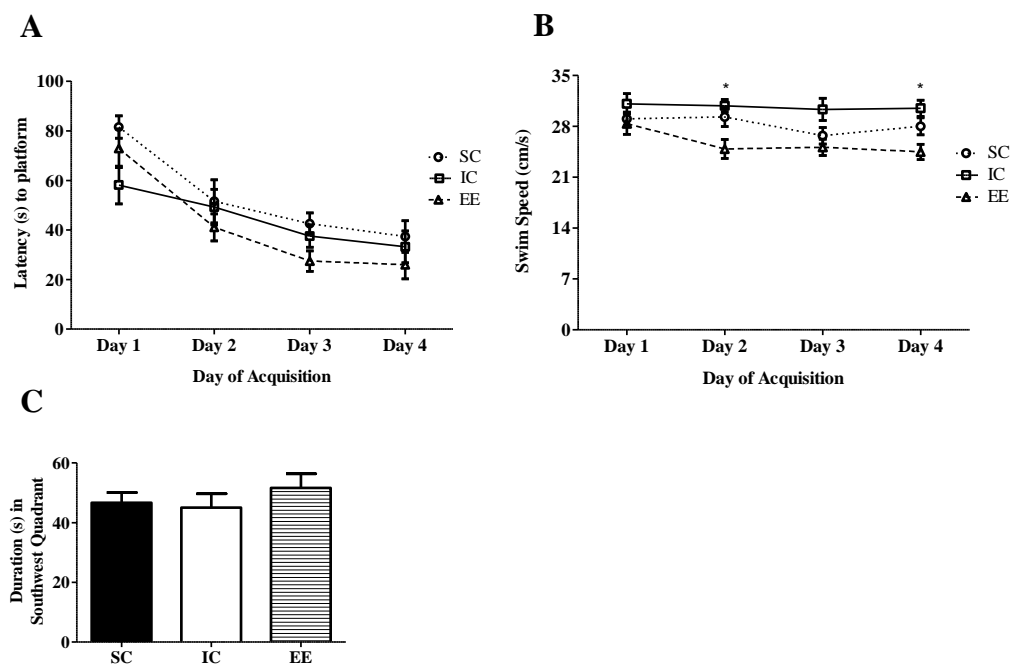 A
100
80
60
40
20
0
Latency (s) to platform
Day 1 Day 2 Day 3 Day 4
Day of Acquisition
SC
IC
EE
B
35
28
21
14
7
0
Swim Speed (cm/s)
* *
Day 1 Day 2 Day 3 Day 4
Day of Acquisition
SC
IC
EE
C
60
40
20
0
Duration (s) in
Southwest Quadrant
SC IC EE